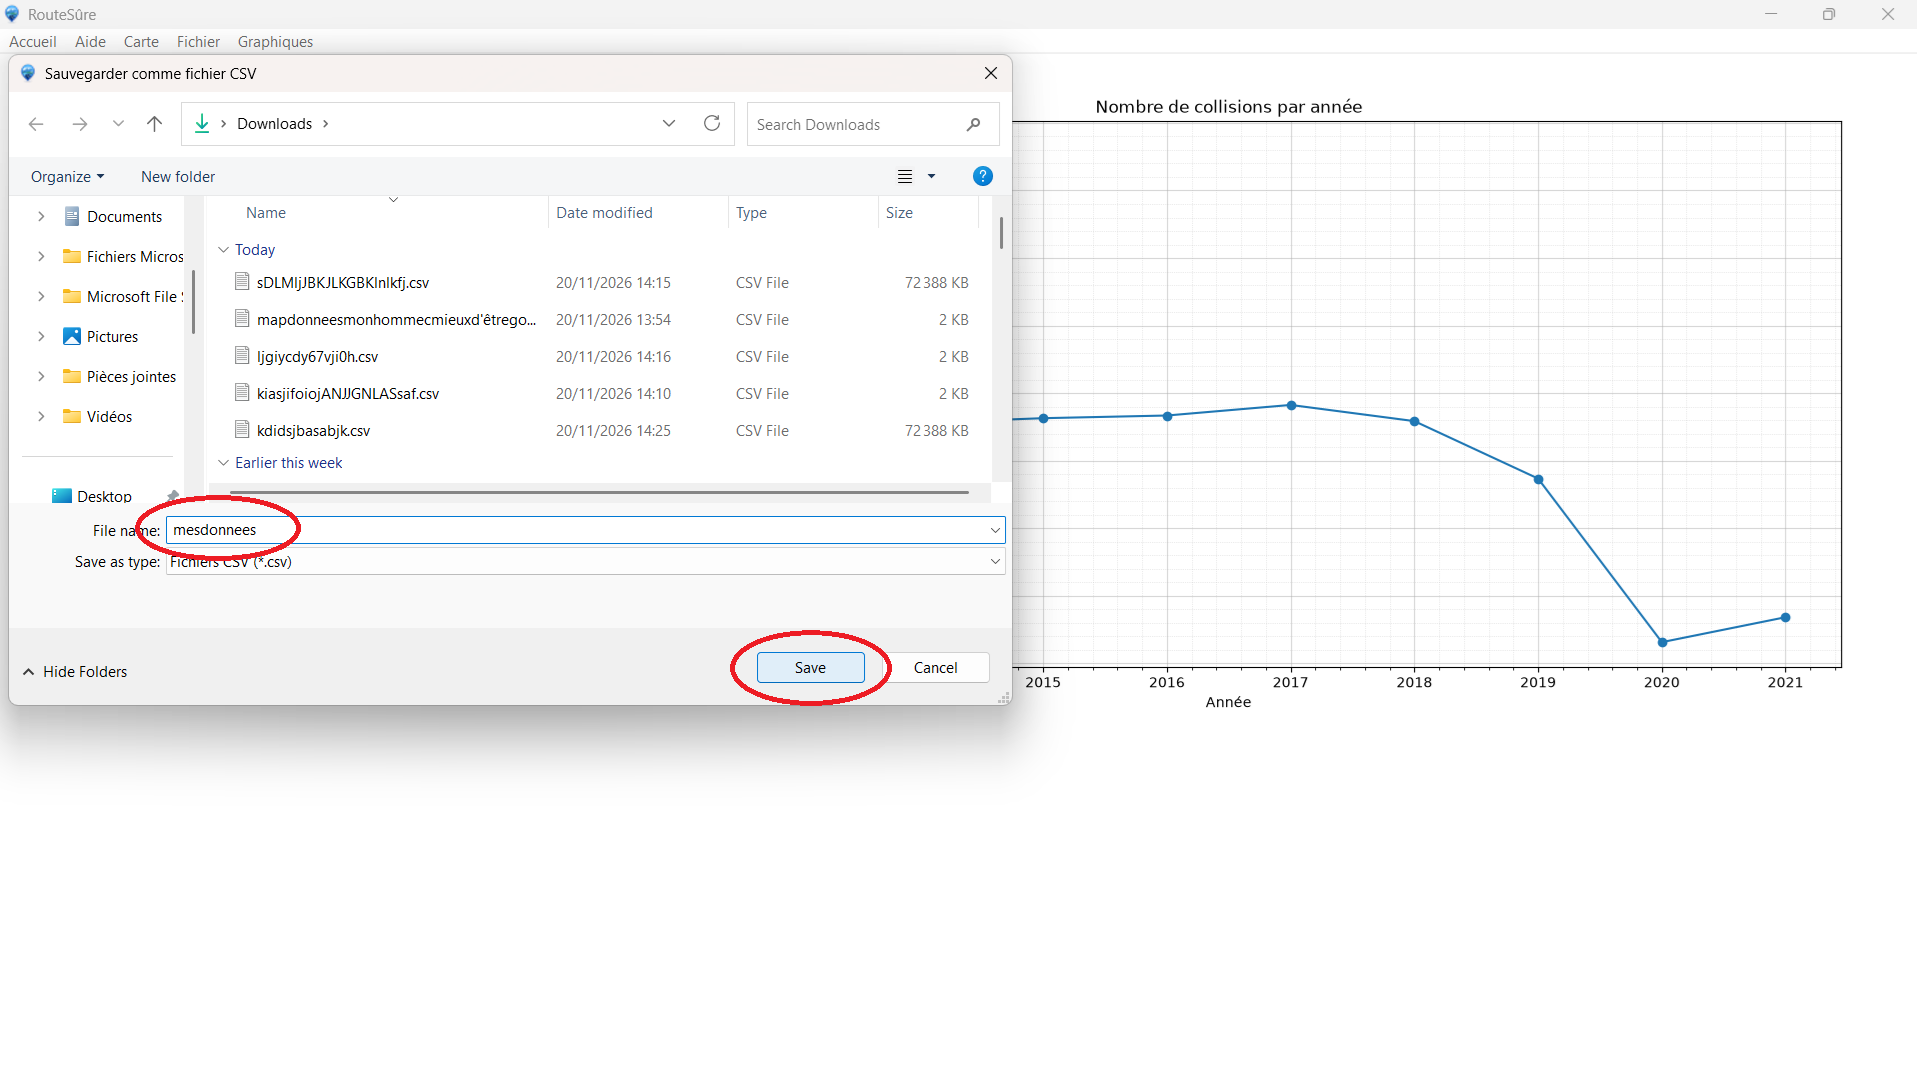 RouteSûre
Accueil Aide Carte Fichier Graphiques
Sauvegarder comme fichier CSV
Downloads
Search Downloads
Organize New folder
Name Date modified Type Size
Documents
Fichiers Micros
Microsoft File S
Pictures
Pièces jointes
Vidéos
Desktop
Today
sDLMljJBKJLKGBKlnlkfj.csv 20/11/2026 14:15 CSV File 72 388 KB
mapdonneesmonhommecmieuxd'êtrego... 20/11/2026 13:54 CSV File 2 KB
ljgiycdy67vji0h.csv 20/11/2026 14:16 CSV File 2 KB
kiasjifoiojANJJGNLASsaf.csv 20/11/2026 14:10 CSV File 2 KB
kdidsjbasabjk.csv 20/11/2026 14:25 CSV File 72 388 KB
Earlier this week
File name: mesdonnees
Save as type: Fichiers CSV (*.csv)
Hide Folders
Save Cancel
Nombre de collisions par année
2015 2016 2017 2018 2019 2020 2021
Année